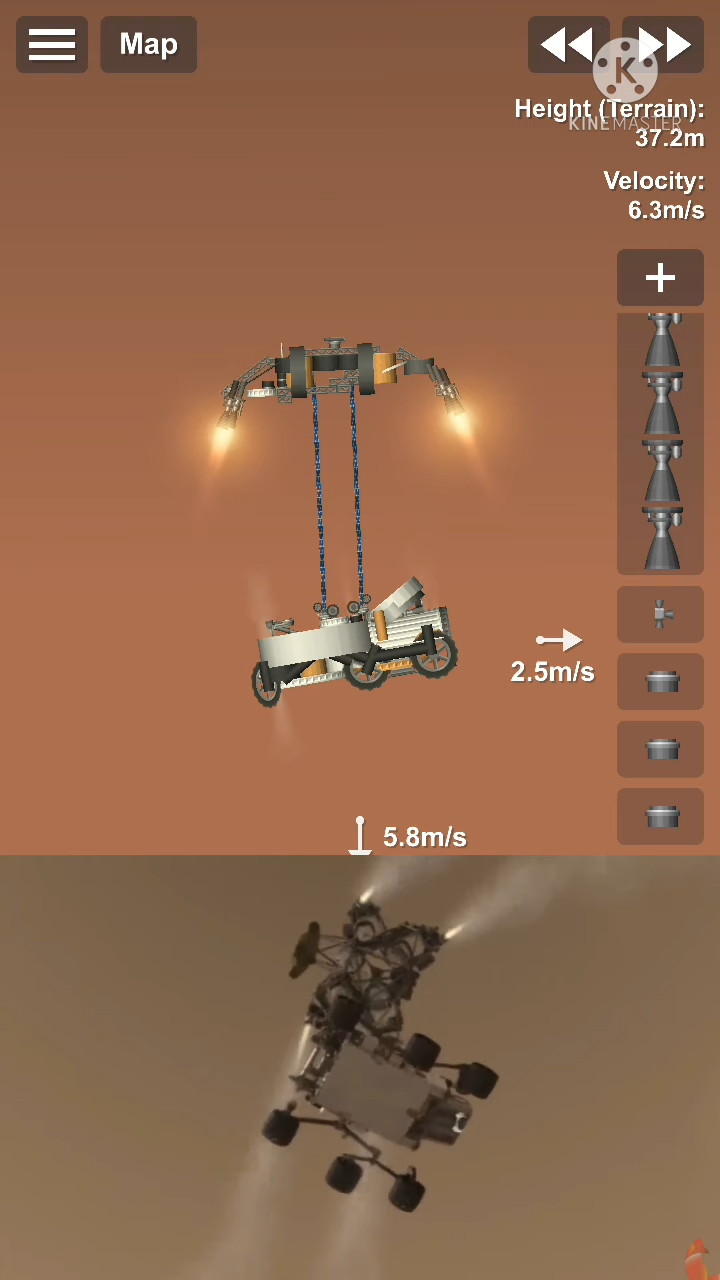 Map
K
Height (Terrain):
KINEMASTER
37.2m
Velocity:
6.3m/s
+
2.5m/s
5.8m/s